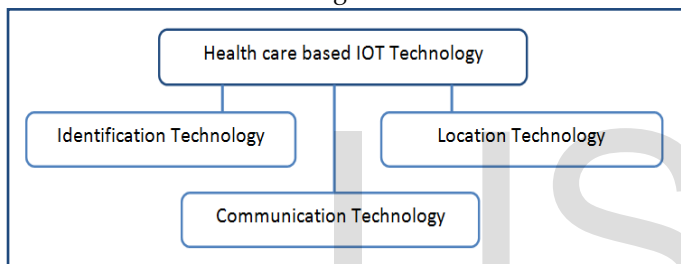 Health care based IOT Technology
Identification Technology
Location Technology
Communication Technology